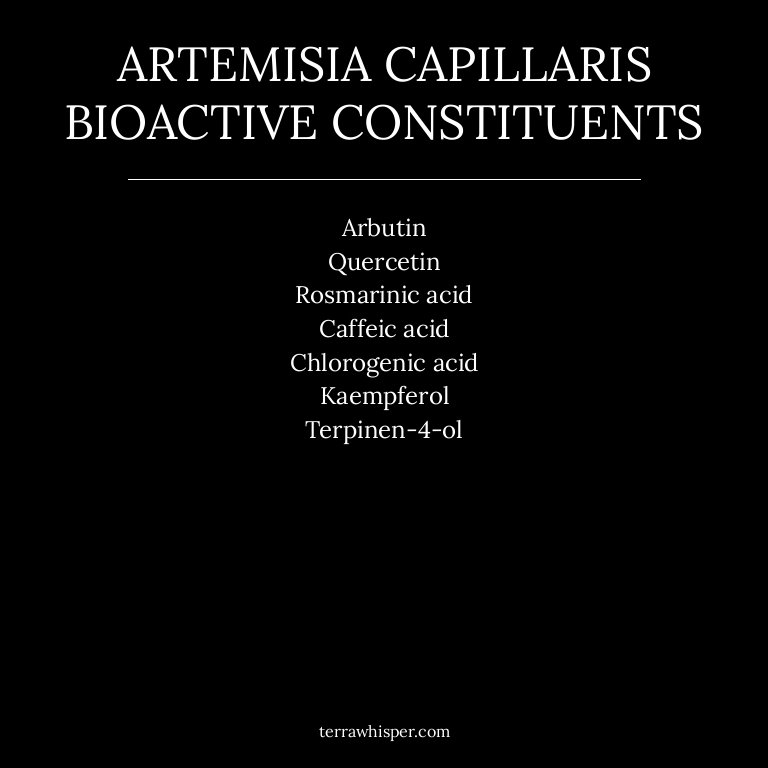 ARTEMISIA CAPILLARIS
BIOACTIVE CONSTITUENTS
Arbutin
Quercetin
Rosmarinic acid
Caffeic acid
Chlorogenic acid
Kaempferol
Terpinen-4-ol
terrawhisper.com